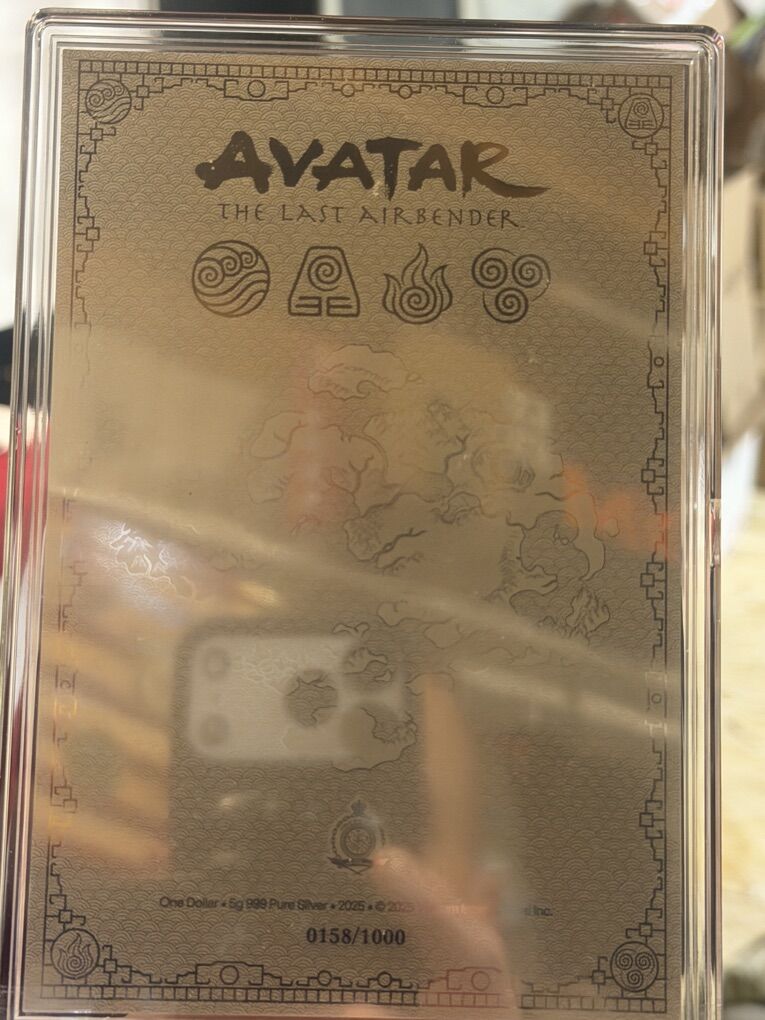 AVATAR
THE LAST AIRBENDER
One Dollar • 5g 999 Pure Silver • 2025 • © 2025 Inc.
0158/1000